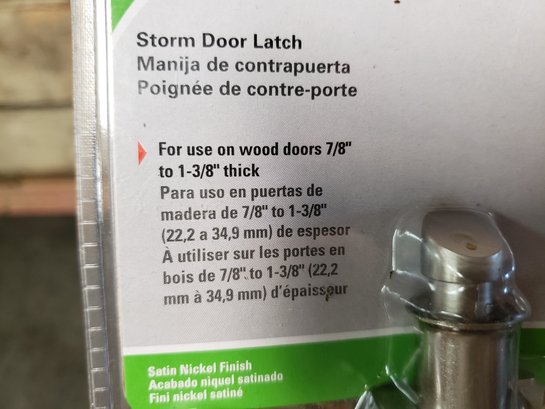 Storm Door Latch
Manija de contrapuerta
Poignée de contre-porte
For use on wood doors 7/8"
to 1-3/8" thick
Para uso en puertas de
madera de 7/8" to 1-3/8"
(22,2 a 34,9 mm) de espesor
À utiliser sur les portes en
bois de 7/8" to 1-3/8" (22,2
mm à 34,9 mm) d'épaisseur
Satin Nickel Finish
Acabado niquel satinado
Fini nickel satiné